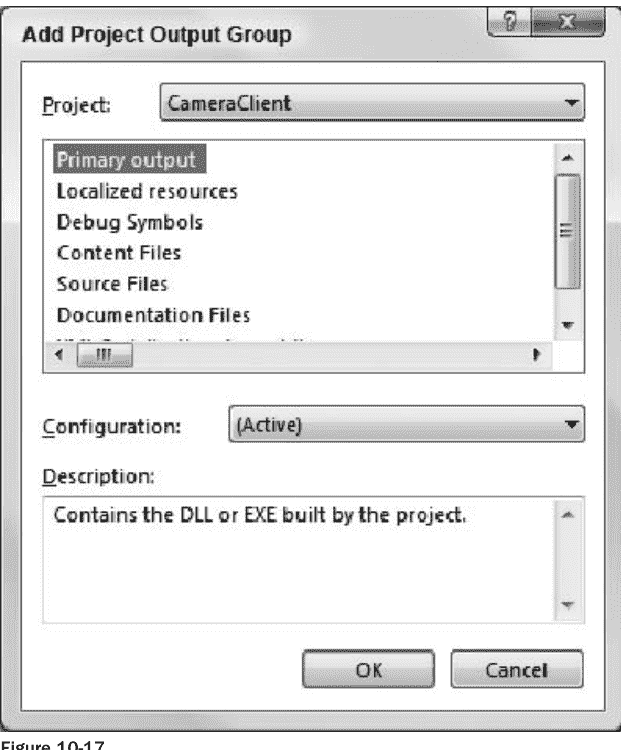 Add Project Output Group
?
Project: CameraClient
Primary output
Localized resources
Debug Symbols
Content Files
Source Files
Documentation Files
Configuration: (Active)
Description:
Contains the DLL or EXE built by the project.
OK Cancel
Figure 10-17